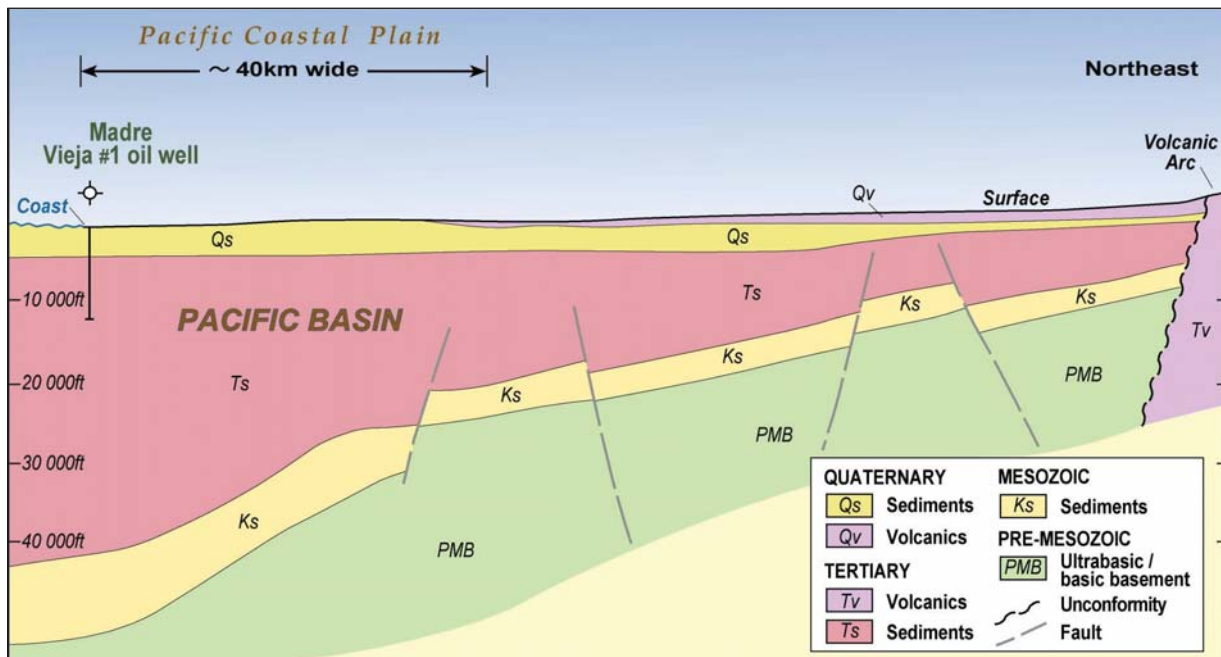 Pacific Coastal Plain
~ 40km wide
Northeast
Madre
Vieja #1 oil well
Volcanic
Arc
Coast
Qv
Surface
Qs
Qs
10 000ft
PACIFIC BASIN
Ts
Ks
Ks
Ks
Tv
20 000ft
Ts
Ks
PMB
PMB
30 000ft
Ks
40 000ft
PMB
QUATERNARY
Qs Sediments
Qv Volcanics
TERTIARY
Tv Volcanics
Ts Sediments
MESOZOIC
Ks Sediments
PRE-MESOZOIC
PMB Ultrabasic /
basic basement
Unconformity
Fault